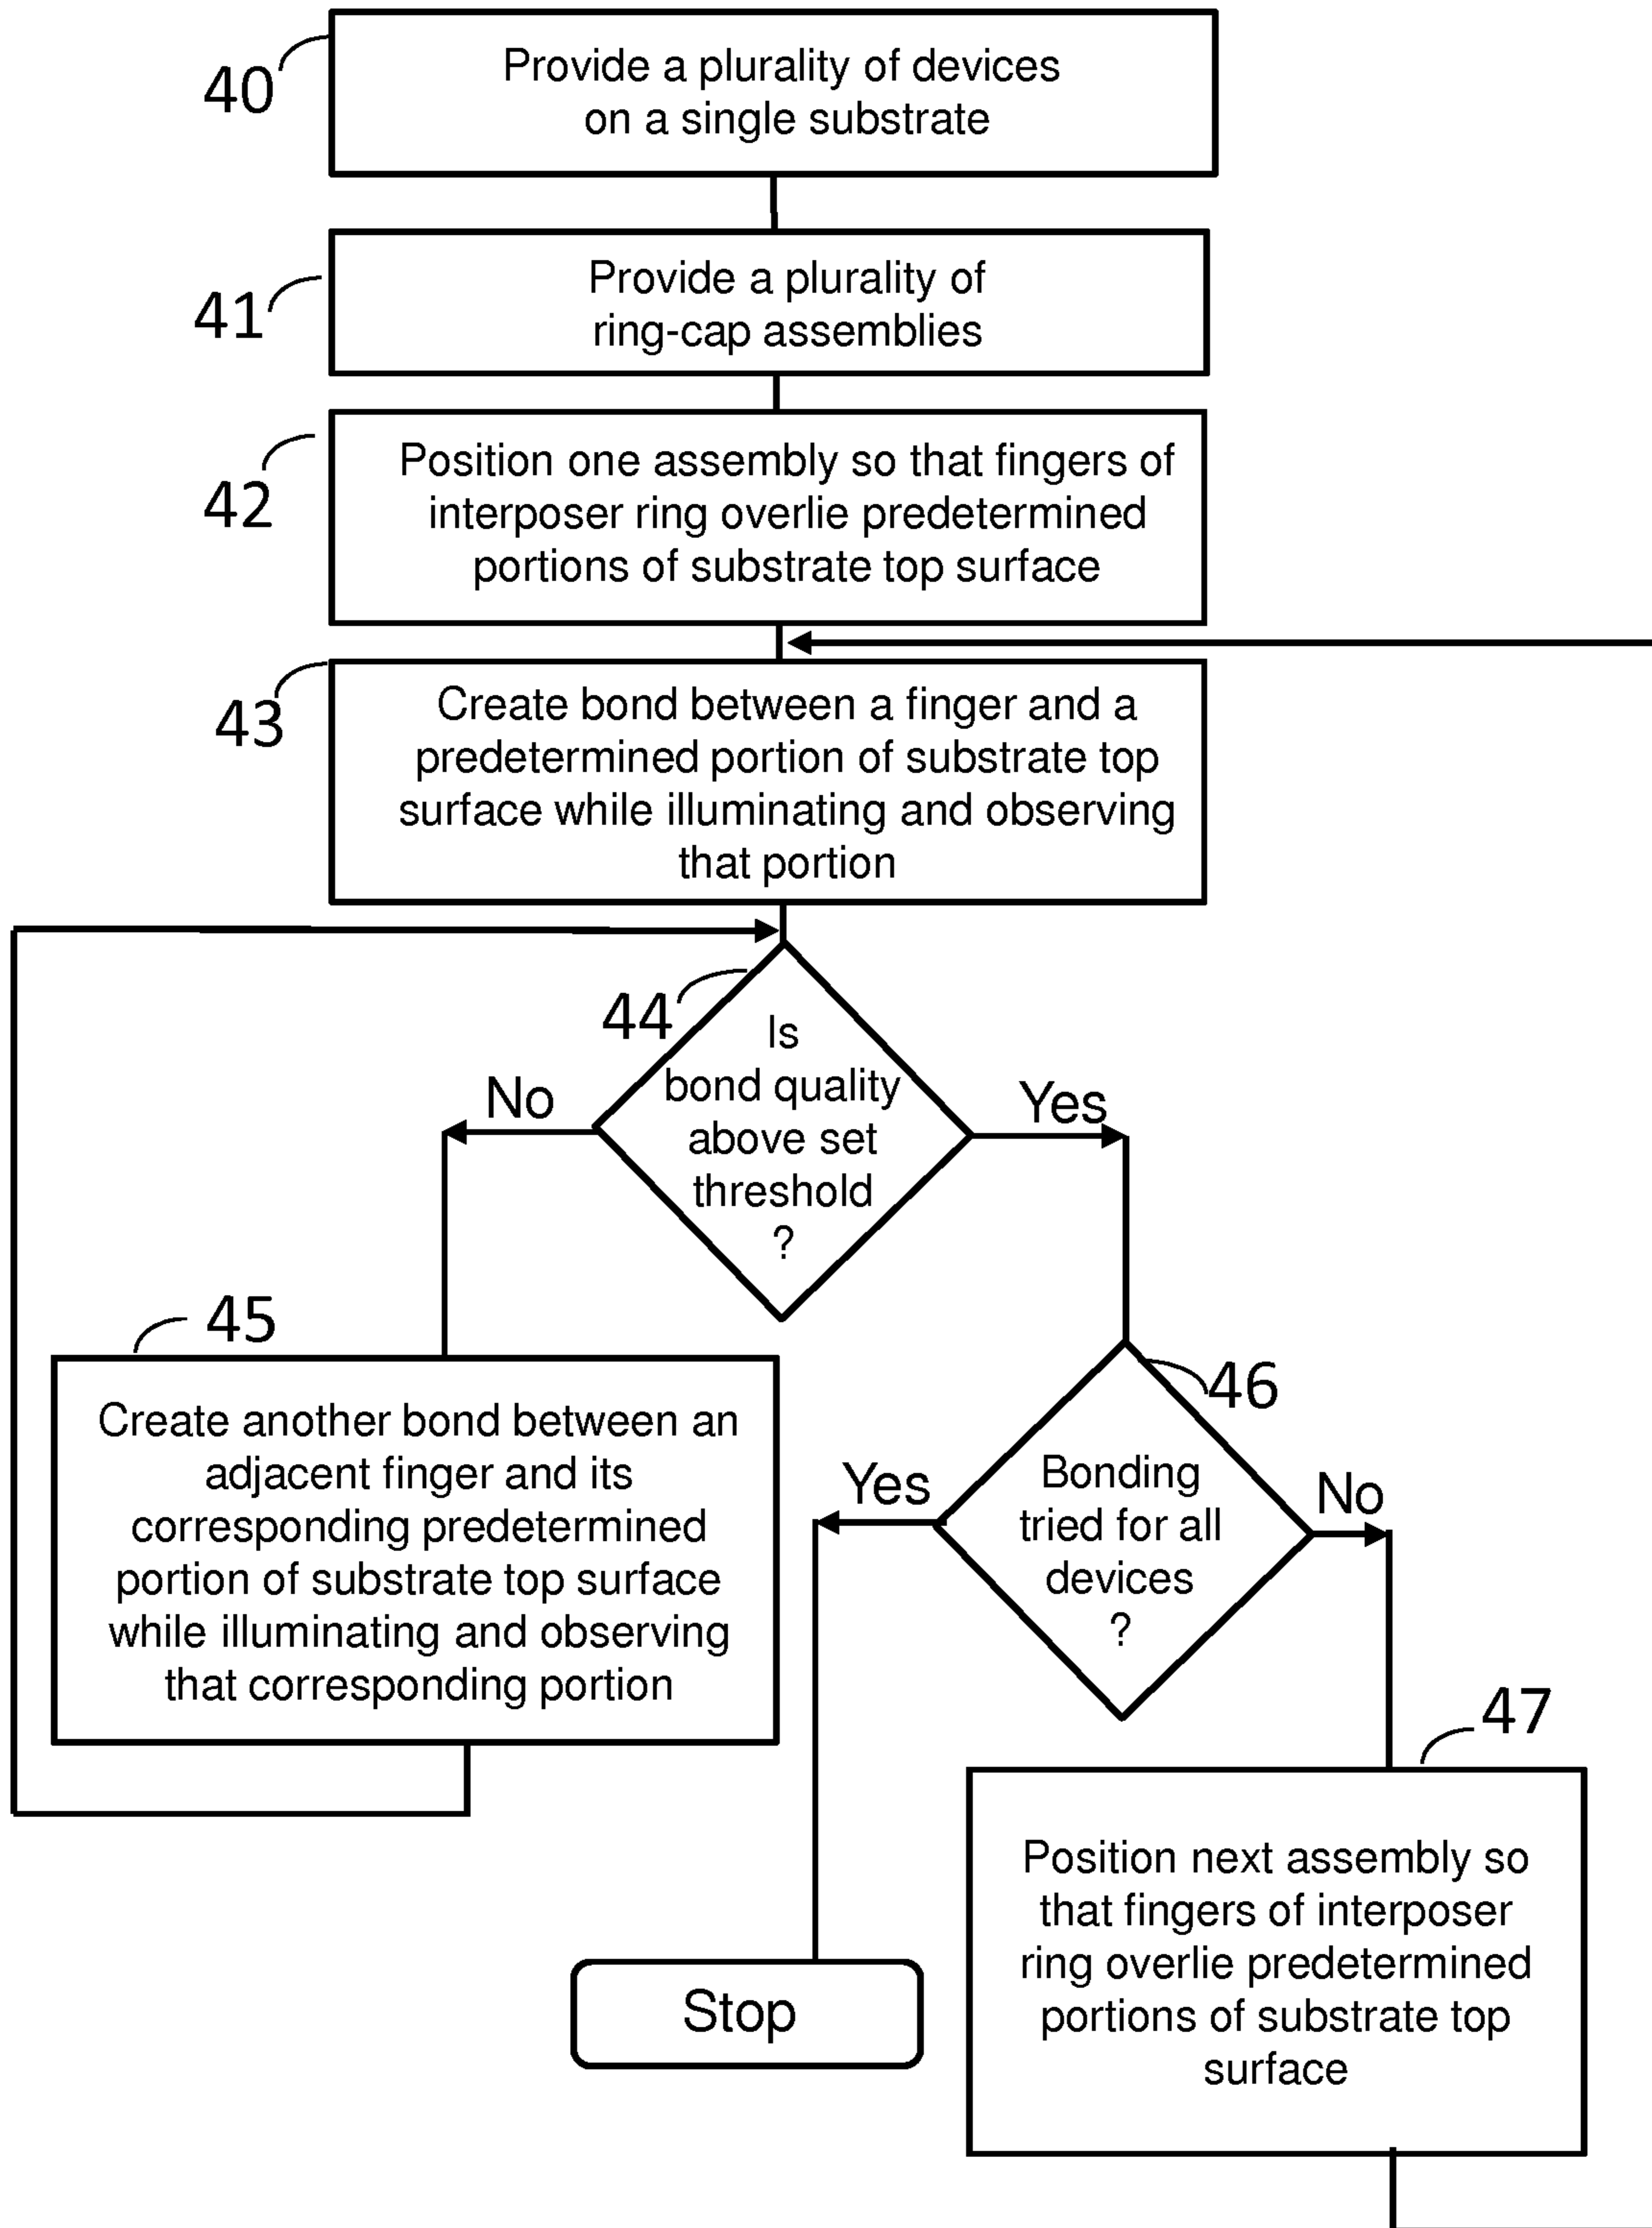 40
Provide a plurality of devices
on a single substrate
41
Provide a plurality of
ring-cap assemblies
42
Position one assembly so that fingers of
interposer ring overlie predetermined
portions of substrate top surface
43
Create bond between a finger and a
predetermined portion of substrate top
surface while illuminating and observing
that portion
44
Is
bond quality
above set
threshold
?
No
Yes
45
Create another bond between an
adjacent finger and its
corresponding predetermined
portion of substrate top surface
while illuminating and observing
that corresponding portion
46
Bonding
tried for all
devices
?
Yes
No
47
Position next assembly so
that fingers of interposer
ring overlie predetermined
portions of substrate top
surface
Stop